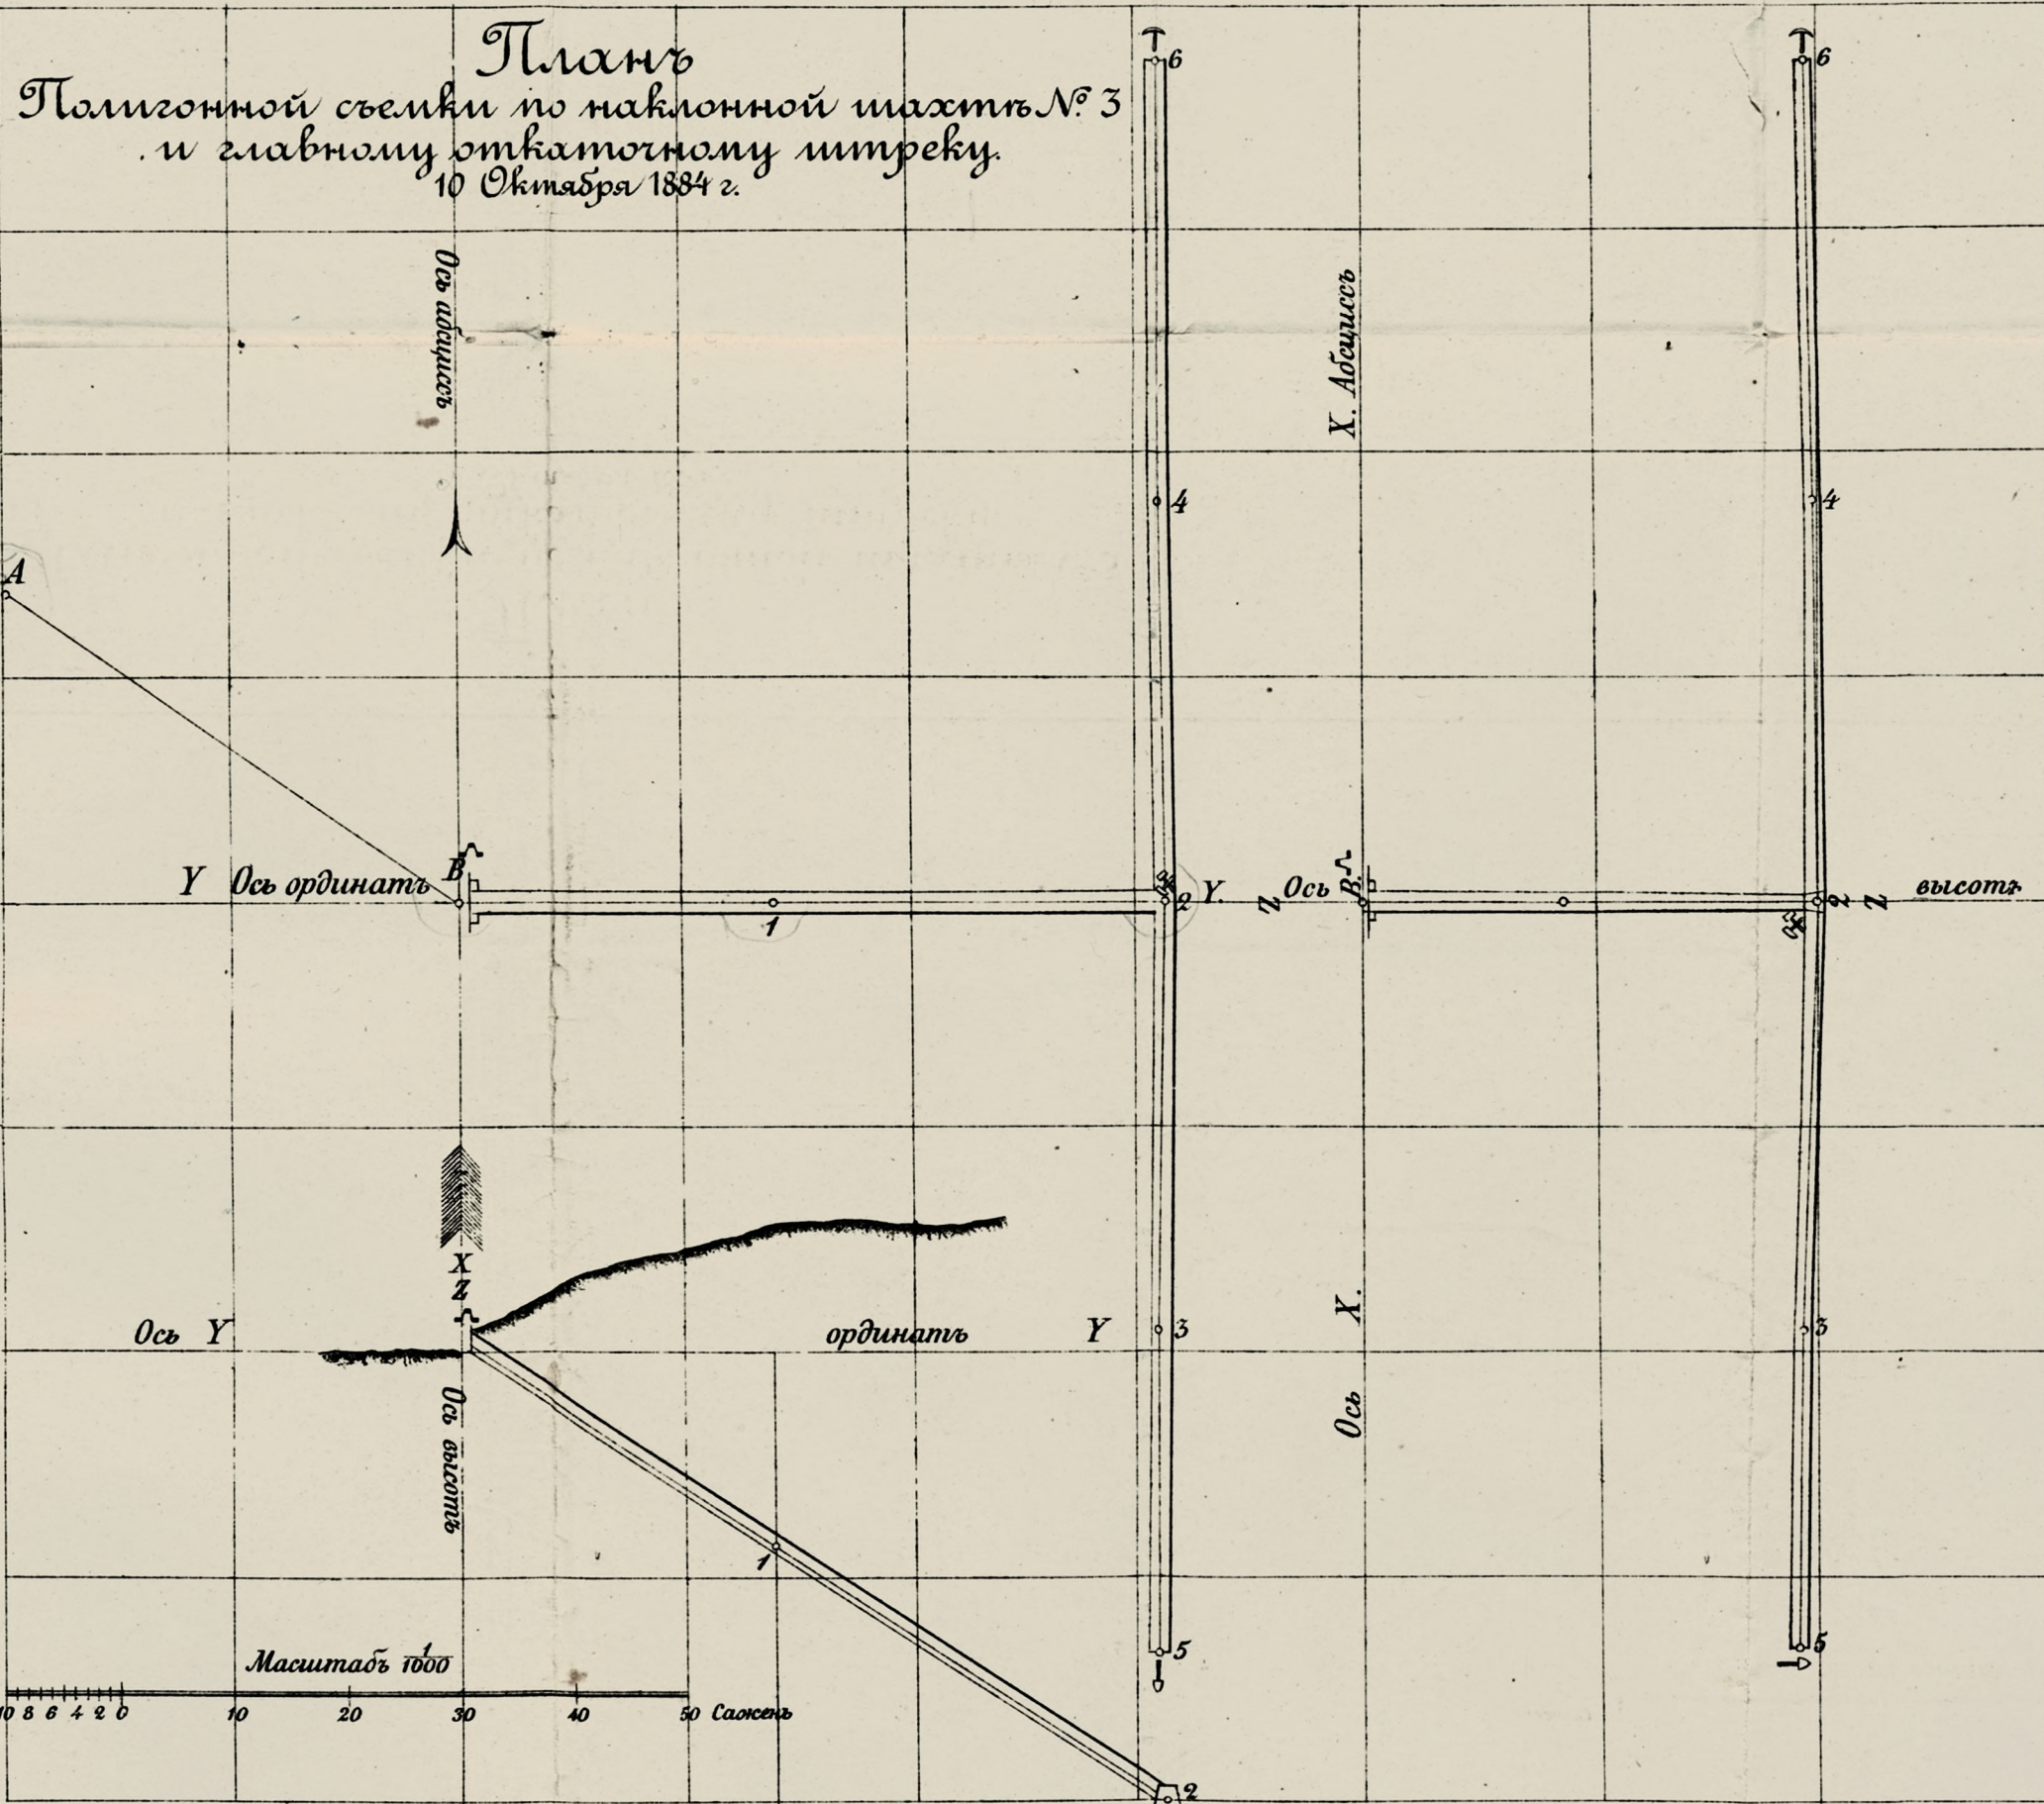 Планъ
Полигонной съемки по наклонной шахтѣ №. 3
и главному откаточному штреку.
10 Октября 1884 г.
6
6
Ось абсциссъ
X. Абсциссъ
4
4
A
Y Ось ординатъ B
1
2 Y.
Z Ось B.
2 Z высотъ
X
Z
Ось Y
ординатъ Y
3
Ось X.
3
Ось высотъ
1
5
5
Масштабъ 1/1000
10 8 6 4 2 0 10 20 30 40 50 Саженъ
2